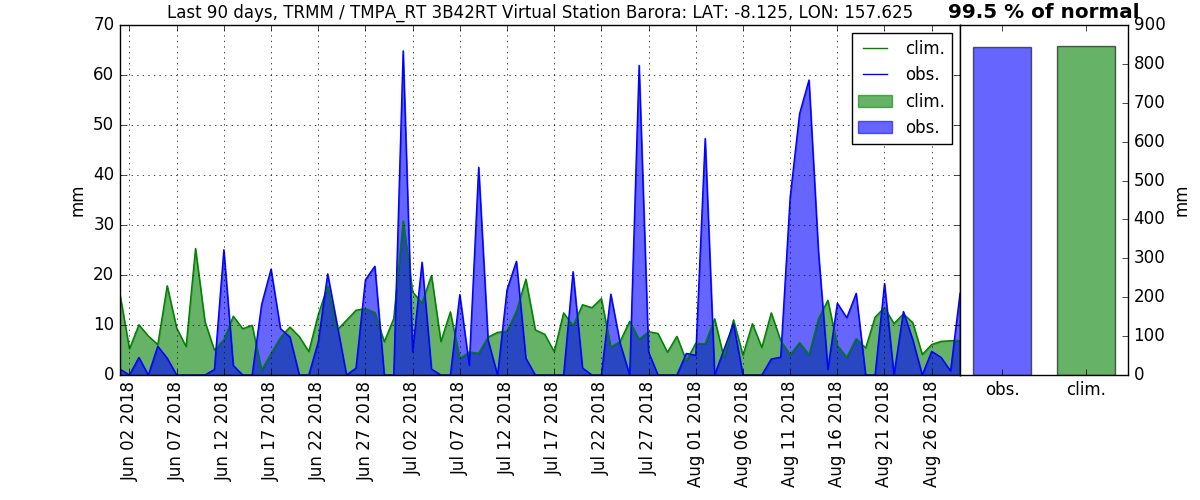 Last 90 days, TRMM / TMPA_RT 3B42RT Virtual Station Barora: LAT: -8.125, LON: 157.625
99.5 % of normal
70
60
50
40
30
20
10
0
mm
clim.
obs.
clim.
obs.
Jun 02 2018
Jun 07 2018
Jun 12 2018
Jun 17 2018
Jun 22 2018
Jun 27 2018
Jul 02 2018
Jul 07 2018
Jul 12 2018
Jul 17 2018
Jul 22 2018
Jul 27 2018
Aug 01 2018
Aug 06 2018
Aug 11 2018
Aug 16 2018
Aug 21 2018
Aug 26 2018
900
800
700
600
500
400
300
200
100
0
mm
obs.
clim.